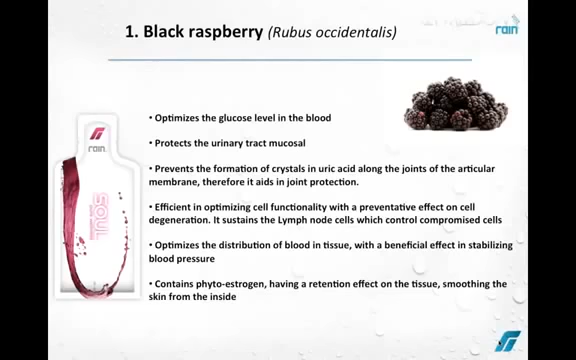 1. Black raspberry (Rubus occidentalis)
rain
• Optimizes the glucose level in the blood
• Protects the urinary tract mucosal
• Prevents the formation of crystals in uric acid along the joints of the articular
membrane, therefore it aids in joint protection.
• Efficient in optimizing cell functionality with a preventative effect on cell
degeneration. It sustains the Lymph node cells which control compromised cells
• Optimizes the distribution of blood in tissue, with a beneficial effect in stabilizing
blood pressure
• Contains phyto-estrogen, having a retention effect on the tissue, smoothing the
skin from the inside
rain
SOUL